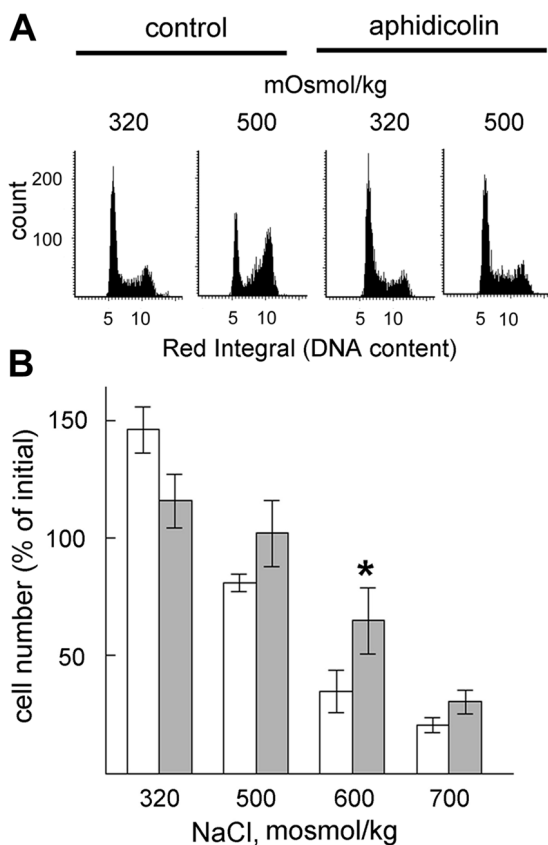 A
control aphidicolin
mOsmol/kg
320 500 320 500
count
200
100
5 10 5 10 5 10 5 10
Red Integral (DNA content)
B
cell number (% of initial)
150
100
50
*
320 500 600 700
NaCl, mosmol/kg